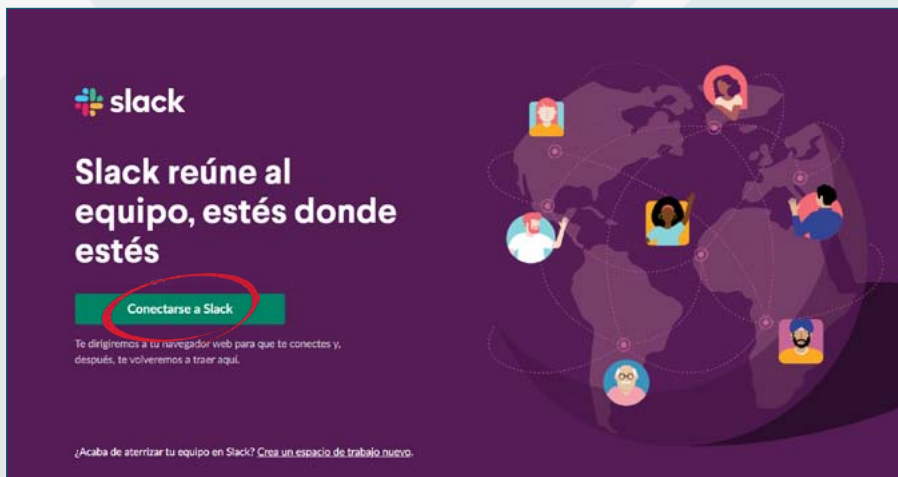 slack
Slack reúne al
equipo, estés donde
estés
Conectarse a Slack
Te dirigiremos a tu navegador web para que te conectes y,
después, te volveremos a traer aquí.
¿Acaba de aterrizar tu equipo en Slack? Crea un espacio de trabajo nuevo.